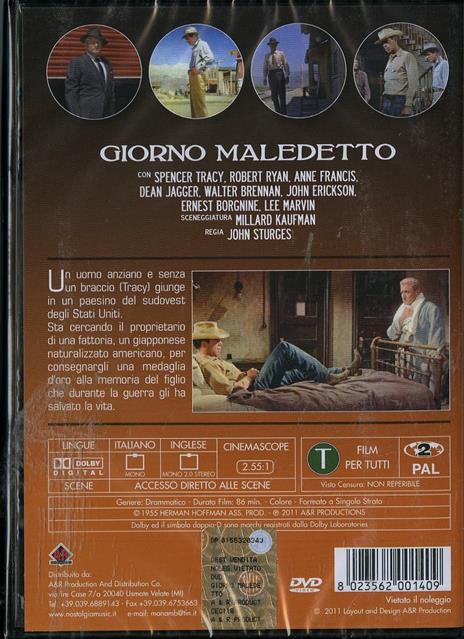 GIORNO MALEDETTO
CON SPENCER TRACY, ROBERT RYAN, ANNE FRANCIS,
DEAN JAGGER, WALTER BRENNAN, JOHN ERICKSON,
ERNEST BORGNINE, LEE MARVIN
SCENEGGIATURA MILLARD KAUFMAN
REGIA JOHN STURGES
Un uomo anziano e senza
un braccio (Tracy) giunge
in un paesino del sudovest
degli Stati Uniti.
Sta cercando il proprietario
di una fattoria, un giapponese
naturalizzato americano, per
consegnargli una medaglia
d'oro alla memoria del figlio
che durante la guerra gli ha
salvato la vita.
LINGUE ITALIANO INGLESE CINEMASCOPE
DOLBY DIGITAL MONO MONO 2.0 STEREO 2.55:1
SCENE ACCESSO DIRETTO ALLE SCENE
T FILM PER TUTTI
Visto Censura: NON REPERIBILE
2 PAL
Genere: Drammatico - Durata Film: 86 min. - Colore - Formato a Singolo Strato
© 1955 HERMAN HOFFMAN ASS. PROD. - ℗ 2011 A&R PRODUCTIONS
Dolby ed il simbolo doppia-D sono marchi registrati dalla Dolby Laboratories
Distribuito da:
A&R Production And Distribution Co.
via Tre Case 7/a 20040 Usmate Velate (MI)
Tel. +39.039.6889143 - Fax +39.039.6753663
www.nostalgiamusic.it - e-mail: monamb@tin.it
DVD
VIDEO
8 023562 001409
Vietato il noleggio
© 2011 Layout and Design A&R Production